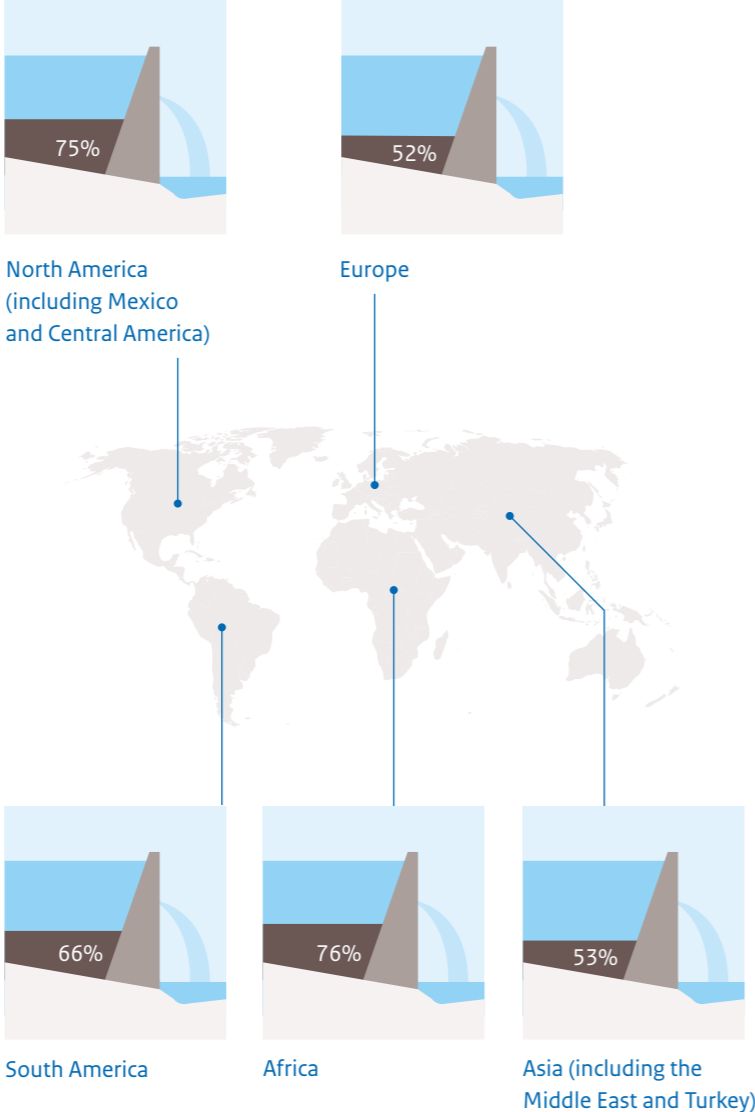 75%
52%
North America
(including Mexico
and Central America)
Europe
66%
76%
53%
South America
Africa
Asia (including the
Middle East and Turkey)